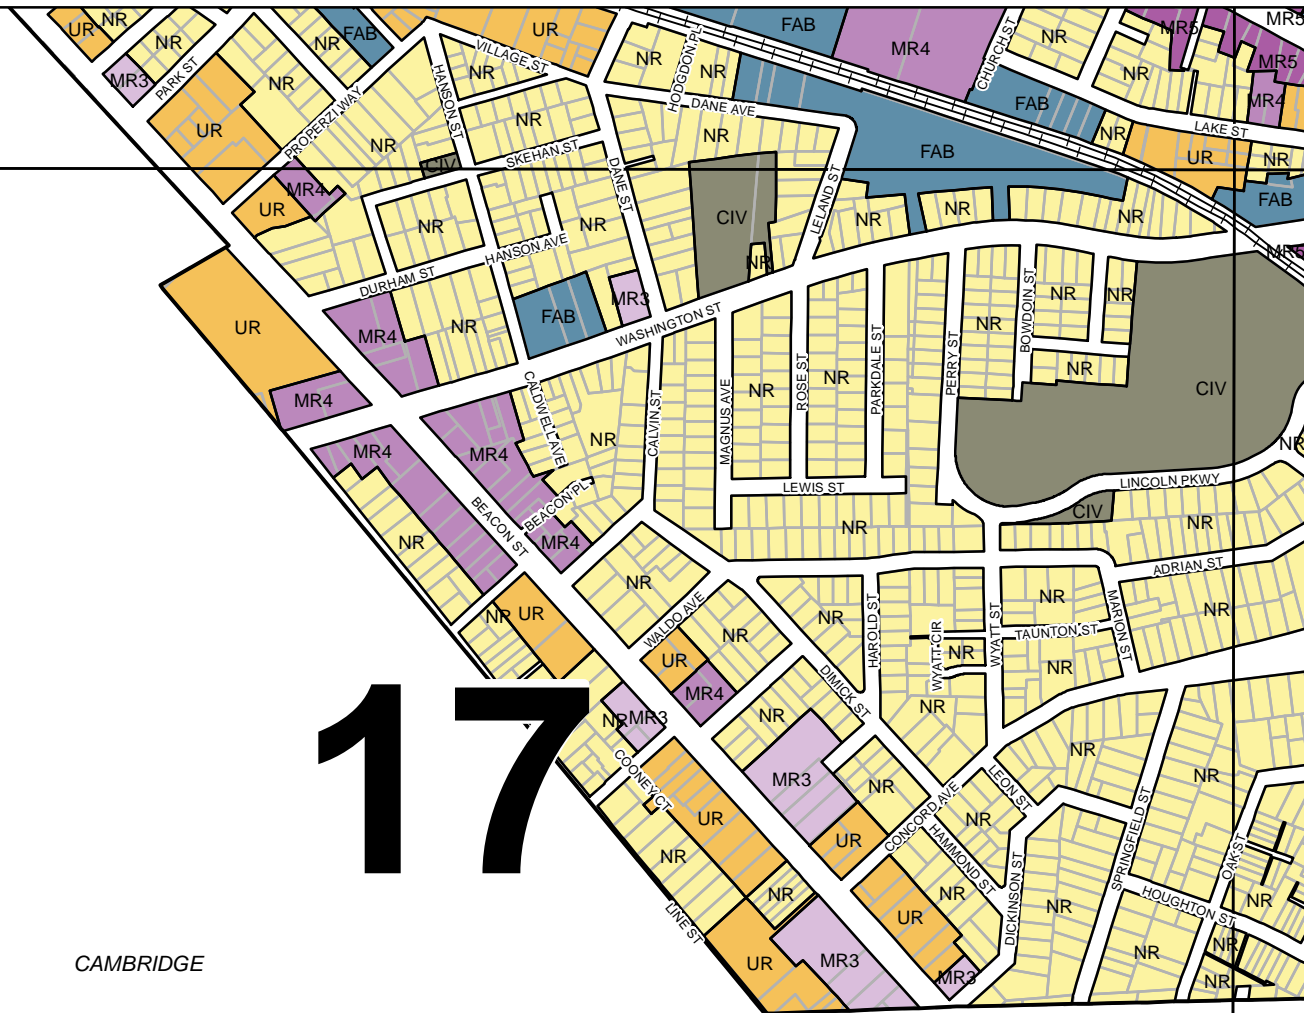 UR
NR
NR
MR3
PARK ST
NR
FAB
NR
UR
PROPERZI WAY
UR
VILLAGE ST
NR
HANSON ST
NR
NR
CIV
SKEHAN ST
NR
NR
HODGDON PL
DANE AVE
NR
FAB
MR4
CHURCH ST
NR
MR5
MR5
NR
MR5
MR4
FAB
FAB
NR
LAKE ST
UR
NR
FAB
MR5
MR4
UR
NR
DURHAM ST
HANSON AVE
NR
DANE ST
CIV
NR
LELAND ST
NR
NR
NR
UR
MR4
NR
FAB
MR3
WASHINGTON ST
MR4
MR4
MR4
CALDWELL AVE
NR
CALVIN ST
MAGNUS AVE
NR
ROSE ST
NR
PARKDALE ST
PERRY ST
NR
BOWDOIN ST
NR
NR
NR
CIV
NR
LEWIS ST
LINCOLN PKWY
CIV
NR
NR
BEACON ST
BEACON PL
MR4
NR
NR
UR
NR
WALDO AVE
NR
UR
MR4
NR
HAROLD ST
WYATT CIR
NR
WYATT ST
NR
TAUNTON ST
NR
MARION ST
ADRIAN ST
NR
NR
DIMICK ST
NR
NR
MR3
17
COONEY CT
UR
NR
MR3
NR
UR
CONCORD AVE
LEON ST
NR
NR
HAMMOND ST
NR
NR
SPRINGFIELD ST
OAK ST
NR
LINE ST
NR
UR
DICKINSON ST
NR
HOUGHTON ST
NR
NR
NR
CAMBRIDGE
UR
MR3
MR3
NR